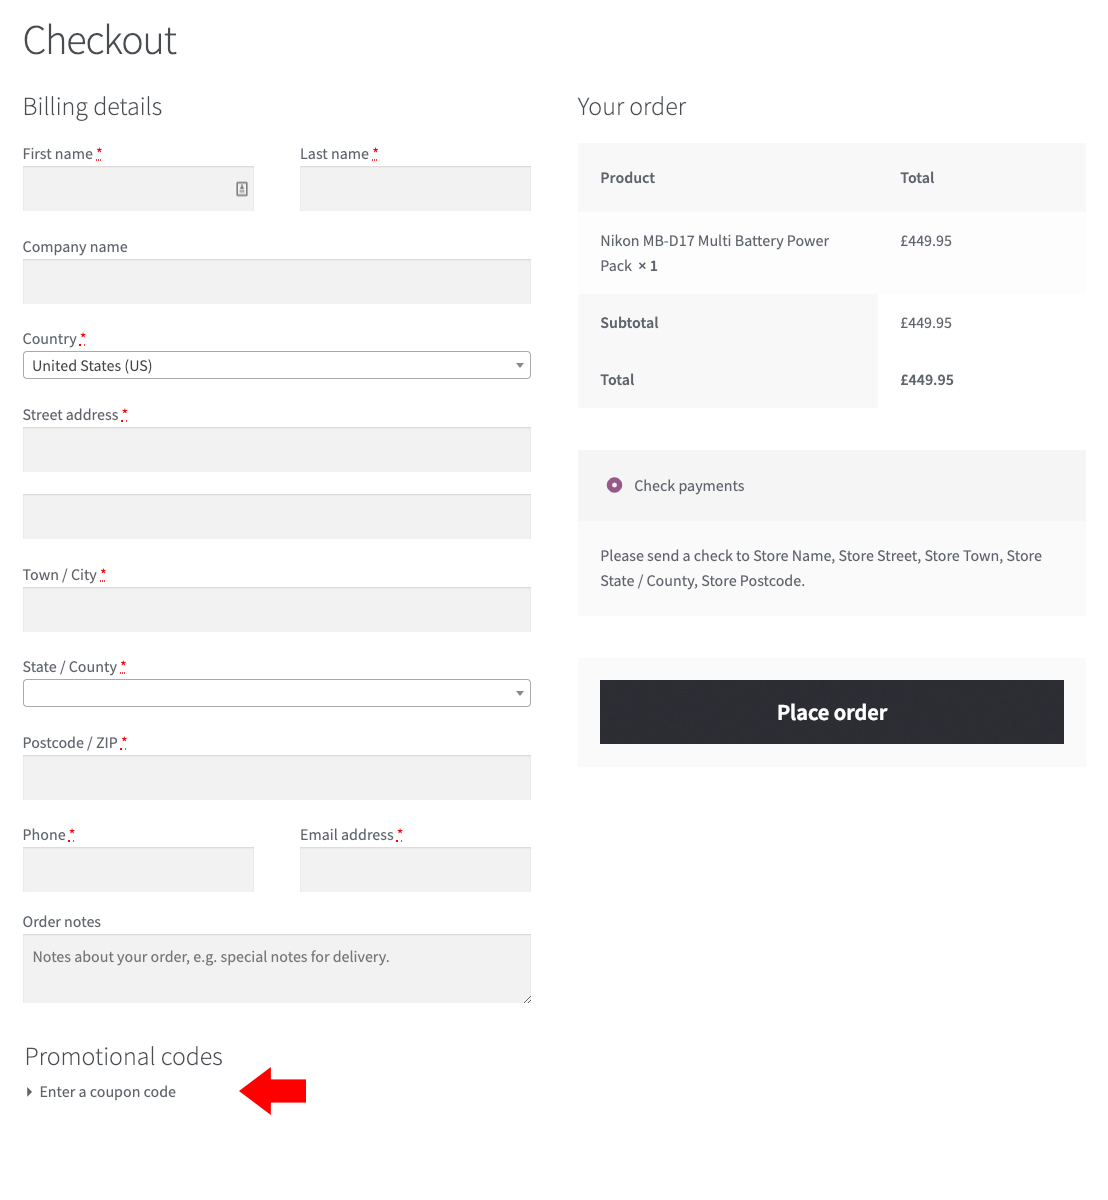 Checkout
Billing details
First name *
Last name *
Company name
Country *
United States (US)
Street address *
Town / City *
State / County *
Postcode / ZIP *
Phone *
Email address *
Order notes
Notes about your order, e.g. special notes for delivery.
Promotional codes
Enter a coupon code
Your order
Product Total
Nikon MB-D17 Multi Battery Power £449.95
Pack × 1
Subtotal £449.95
Total £449.95
Check payments
Please send a check to Store Name, Store Street, Store Town, Store
State / County, Store Postcode.
Place order